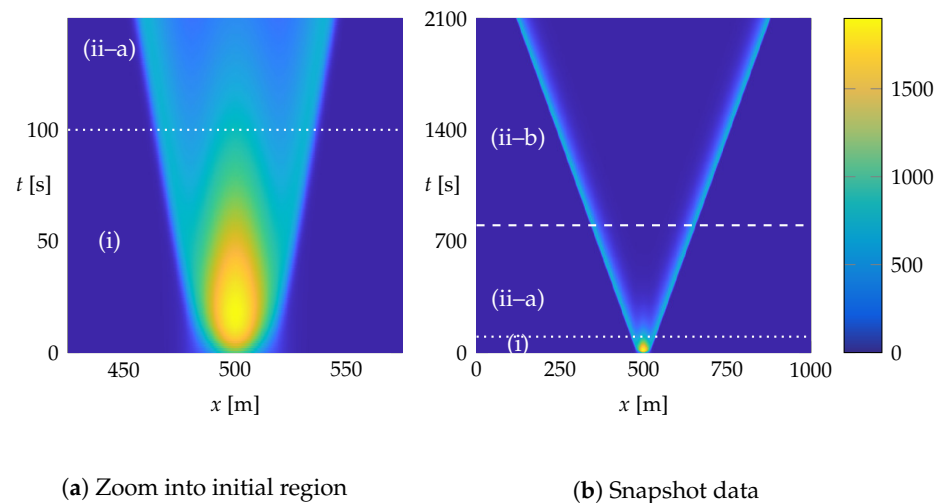 (ii–a)
100
t [s]
50
(i)
0
450
500
550
x [m]
(a) Zoom into initial region
2100
1400
(ii–b)
t [s]
700
(ii–a)
(i)
0
0
250
500
750
1000
x [m]
(b) Snapshot data
1500
1000
500
0